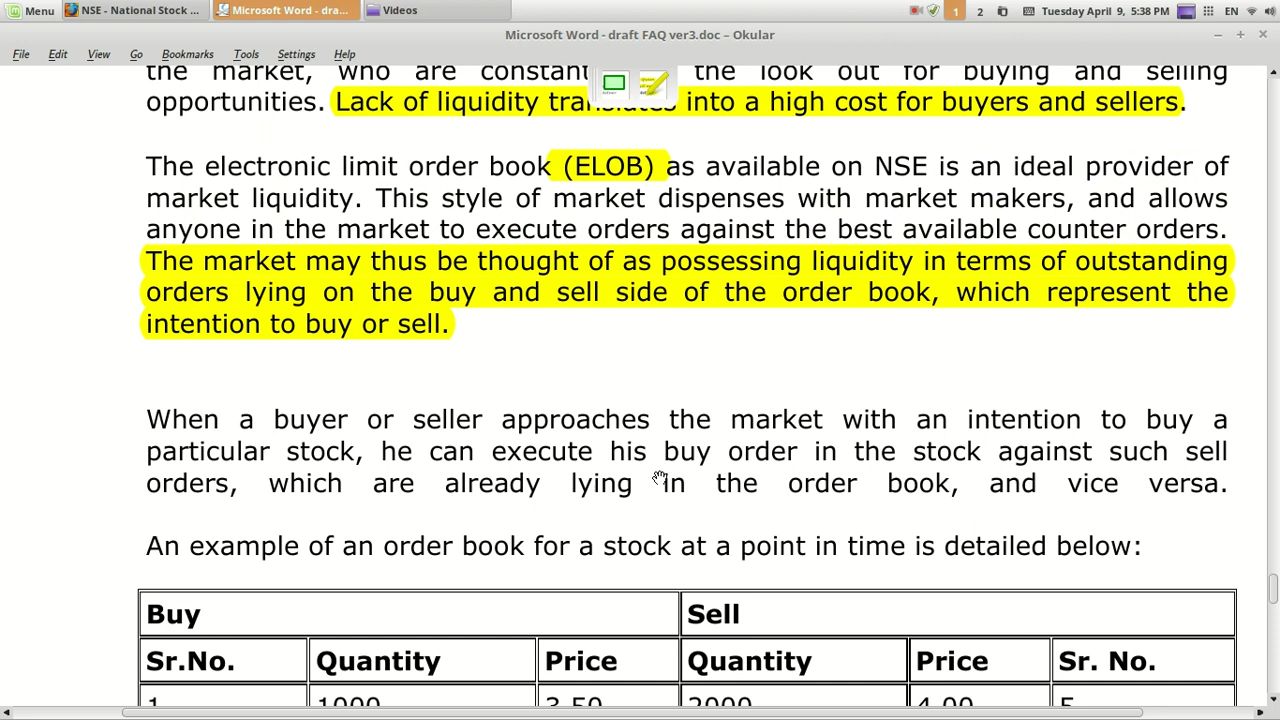 Menu NSE - National Stock ... Microsoft Word - dra... Videos 1 2 Tuesday April 9, 5:38 PM EN
Microsoft Word - draft FAQ ver3.doc – Okular
File Edit View Go Bookmarks Tools Settings Help
the market, who are constant the look out for buying and selling
opportunities. Lack of liquidity translates into a high cost for buyers and sellers.
The electronic limit order book (ELOB) as available on NSE is an ideal provider of
market liquidity. This style of market dispenses with market makers, and allows
anyone in the market to execute orders against the best available counter orders.
The market may thus be thought of as possessing liquidity in terms of outstanding
orders lying on the buy and sell side of the order book, which represent the
intention to buy or sell.
When a buyer or seller approaches the market with an intention to buy a
particular stock, he can execute his buy order in the stock against such sell
orders, which are already lying in the order book, and vice versa.
An example of an order book for a stock at a point in time is detailed below:
Buy Sell
Sr.No. Quantity Price Quantity Price Sr. No.
1 1000 3.50 2000 4.00 5